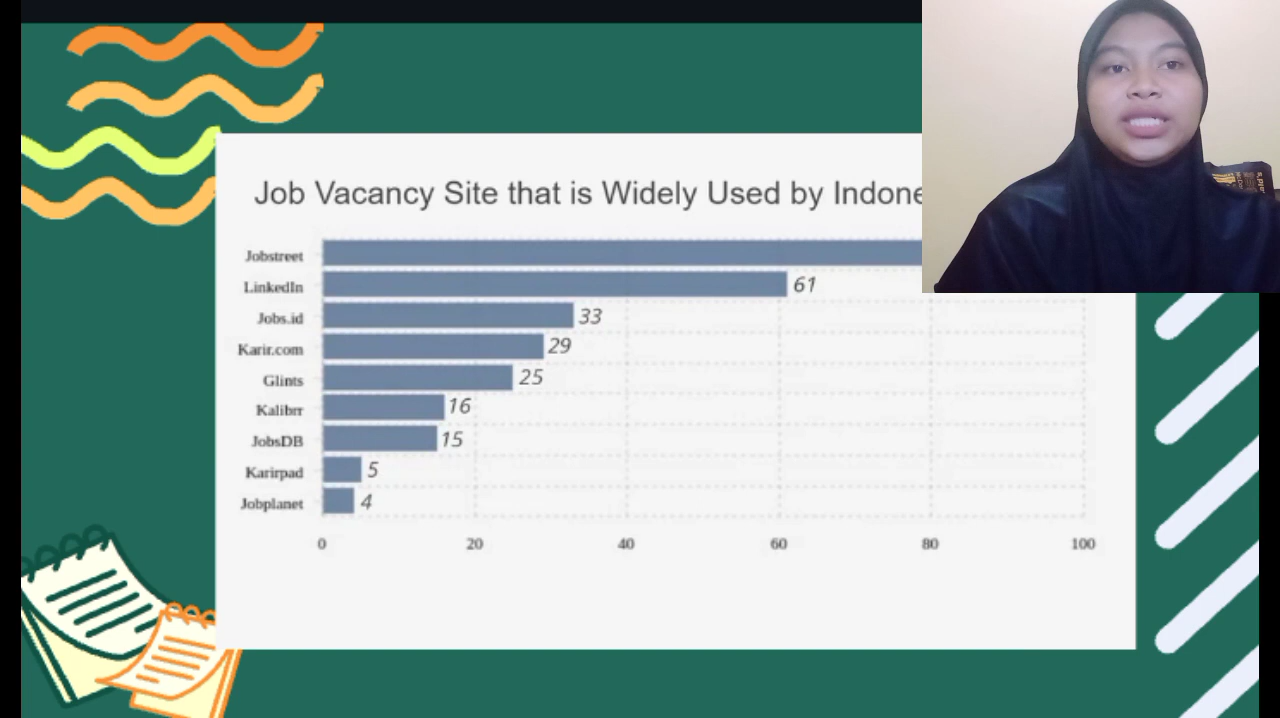 Job Vacancy Site that is Widely Used by
Jobstreet
LinkedIn 61
Jobs.id 33
Karir.com 29
Glints 25
Kalibrr 16
JobsDB 15
Karirpad 5
Jobplanet 4
0 20 40 60 80 100